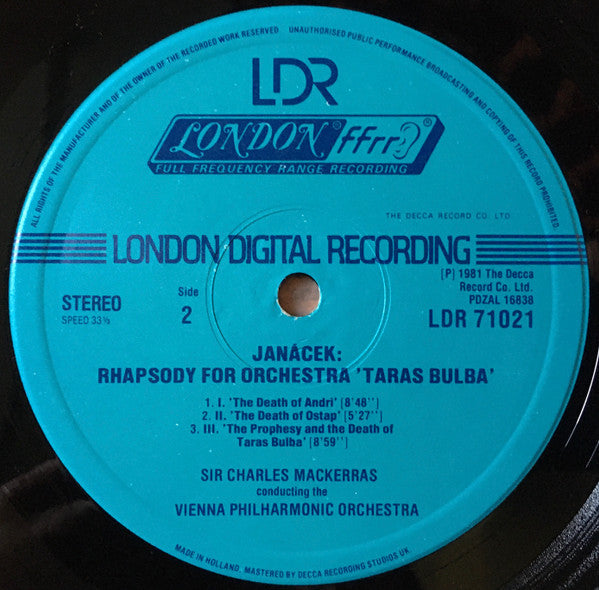 ALL RIGHTS OF THE MANUFACTURER AND OF THE OWNER OF THE RECORDED WORK RESERVED UNAUTHORISED PUBLIC PERFORMANCE BROADCASTING AND COPYING OF THIS RECORD PROHIBITED.
LDR
LONDON® ffrr®
FULL FREQUENCY RANGE RECORDING
THE DECCA RECORD CO. LTD
LONDON DIGITAL RECORDING
[P] 1981 The Decca
Record Co. Ltd.
PDZAL 16838
LDR 71021
STEREO
SPEED 33⅓
Side
2
JANÁCEK:
RHAPSODY FOR ORCHESTRA 'TARAS BULBA'
1. I. 'The Death of Andri' [8'48'']
2. II. 'The Death of Ostap' [5'27'']
3. III. 'The Prophesy and the Death
of Taras Bulba' [8'59'']
SIR CHARLES MACKERRAS
conducting the
VIENNA PHILHARMONIC ORCHESTRA
MADE IN HOLLAND, MASTERED BY DECCA RECORDING STUDIOS UK